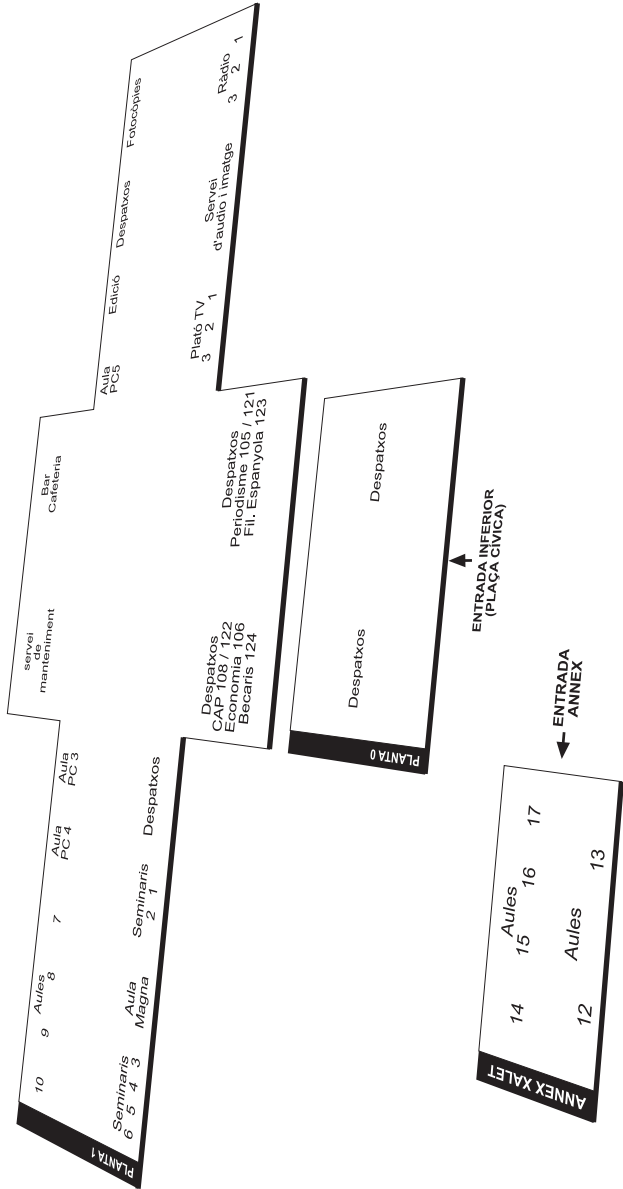 PLANTA 1
10
9
Aules
8
7
Aula
PC 4
Aula
PC 3
Seminaris
6 5 4 3
Aula
Magna
Seminaris
2 1
Despatxos
servei
de
manteniment
Bar
Cafeteria
Despatxos
CAP 108 / 122
Economia 106
Becaris 124
Despatxos
Periodisme 105 / 121
Fil. Espanyola 123
Aula
PC5
Edició
Despatxos
Fotocòpies
Plató TV
3 2 1
Servei
d'audio i imatge
Ràdio
3 2 1
PLANTA 0
Despatxos
Despatxos
ENTRADA INFERIOR
(PLAÇA CÍVICA)
ANNEX XALET
Aules
14 15 16 17
Aules
12 13
ENTRADA
ANNEX